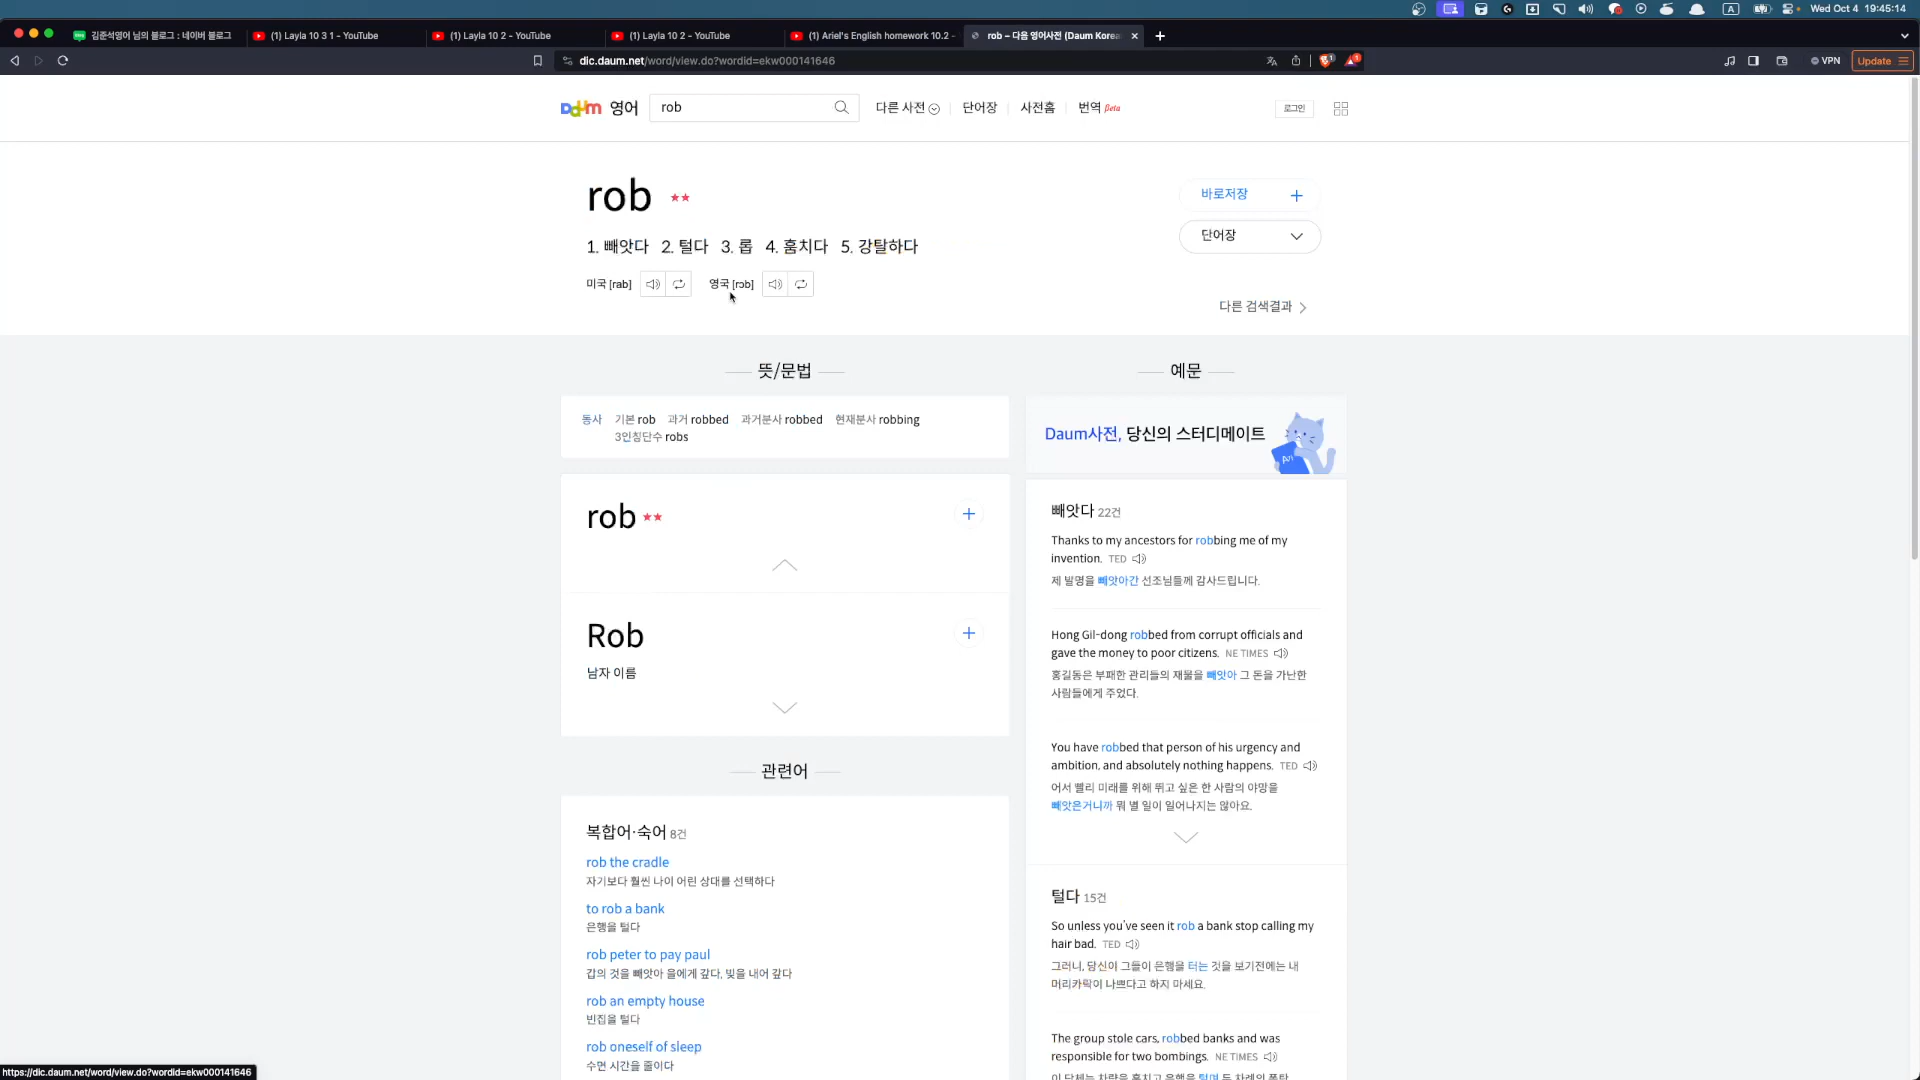 Wed Oct 4 19:45:14
김준석영어 님의 블로그 : 네이버 블로그
(1) Layla 10 3 1 - YouTube
(1) Layla 10 2 - YouTube
(1) Layla 10 2 - YouTube
(1) Ariel's English homework 10.2 -
rob – 다음 영어사전 (Daum Korea
dic.daum.net/word/view.do?wordid=ekw000141646
VPN
Update
Daum 영어
rob
다른 사전
단어장
사전홈
번역 Beta
로그인
rob
바로저장
1. 빼앗다 2. 털다 3. 롭 4. 훔치다 5. 강탈하다
단어장
미국 [rab]
영국 [rɔb]
다른 검색결과
뜻/문법
동사 기본 rob 과거 robbed 과거분사 robbed 현재분사 robbing
3인칭단수 robs
rob
Rob
남자 이름
관련어
복합어·숙어 8건
rob the cradle
자기보다 훨씬 나이 어린 상대를 선택하다
to rob a bank
은행을 털다
rob peter to pay paul
갑의 것을 빼앗아 을에게 갚다, 빚을 내어 갚다
rob an empty house
빈집을 털다
rob oneself of sleep
수면 시간을 줄이다
예문
Daum사전, 당신의 스터디메이트
빼앗다 22건
Thanks to my ancestors for robbing me of my
invention. TED
제 발명을 빼앗아간 선조님들께 감사드립니다.
Hong Gil-dong robbed from corrupt officials and
gave the money to poor citizens. NE TIMES
홍길동은 부패한 관리들의 재물을 빼앗아 그 돈을 가난한
사람들에게 주었다.
You have robbed that person of his urgency and
ambition, and absolutely nothing happens. TED
어서 빨리 미래를 위해 뛰고 싶은 한 사람의 야망을
빼앗은거니까 뭐 별 일이 일어나지는 않아요.
털다 15건
So unless you've seen it rob a bank stop calling my
hair bad. TED
그러니, 당신이 그들이 은행을 터는 것을 보기전에는 내
머리카락이 나쁘다고 하지 마세요.
The group stole cars, robbed banks and was
responsible for two bombings. NE TIMES
이 단체는 차량을 훔치고 은행을 털며 두 차례의 폭탄
https://dic.daum.net/word/view.do?wordid=ekw000141646